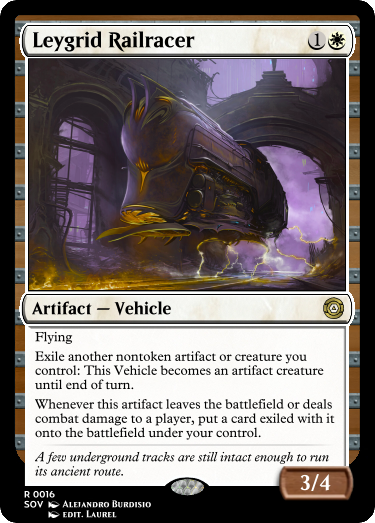 Leygrid Railracer 1
Artifact — Vehicle
Flying
Exile another nontoken artifact or creature you
control: This Vehicle becomes an artifact creature
until end of turn.
Whenever this artifact leaves the battlefield or deals
combat damage to a player, put a card exiled with it
onto the battlefield under your control.
A few underground tracks are still intact enough to run
its ancient route.
3/4
R 0016
SOV Alejandro Burdisio
edit. Laurel